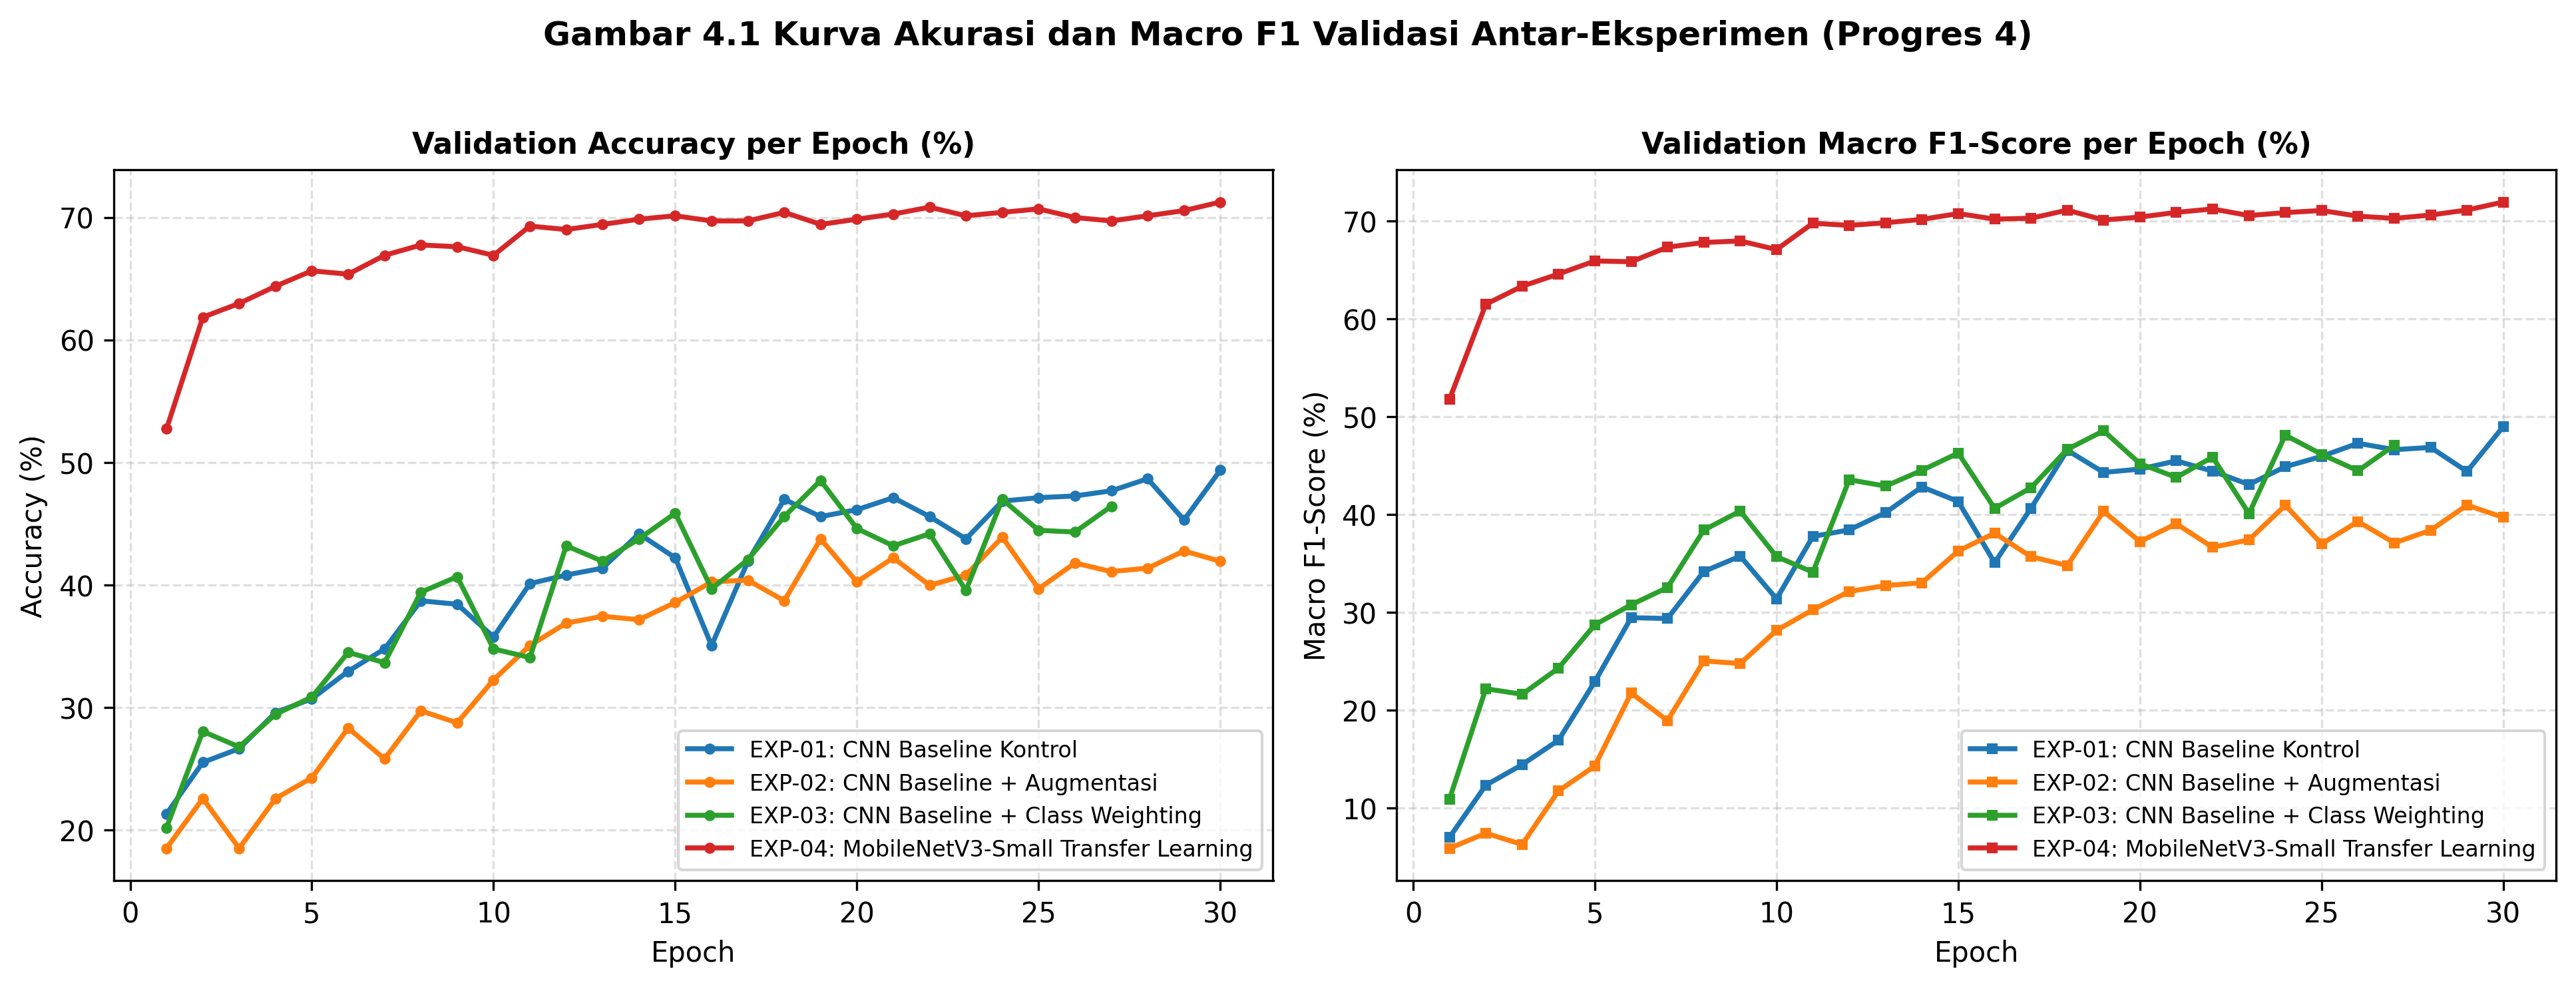 Gambar 4.1 Kurva Akurasi dan Macro F1 Validasi Antar-Eksperimen (Progres 4)
Validation Accuracy per Epoch (%)
Accuracy (%)
70
60
50
40
30
20
0 5 10 15 20 25 30
Epoch
EXP-01: CNN Baseline Kontrol
EXP-02: CNN Baseline + Augmentasi
EXP-03: CNN Baseline + Class Weighting
EXP-04: MobileNetV3-Small Transfer Learning
Validation Macro F1-Score per Epoch (%)
Macro F1-Score (%)
70
60
50
40
30
20
10
0 5 10 15 20 25 30
Epoch
EXP-01: CNN Baseline Kontrol
EXP-02: CNN Baseline + Augmentasi
EXP-03: CNN Baseline + Class Weighting
EXP-04: MobileNetV3-Small Transfer Learning